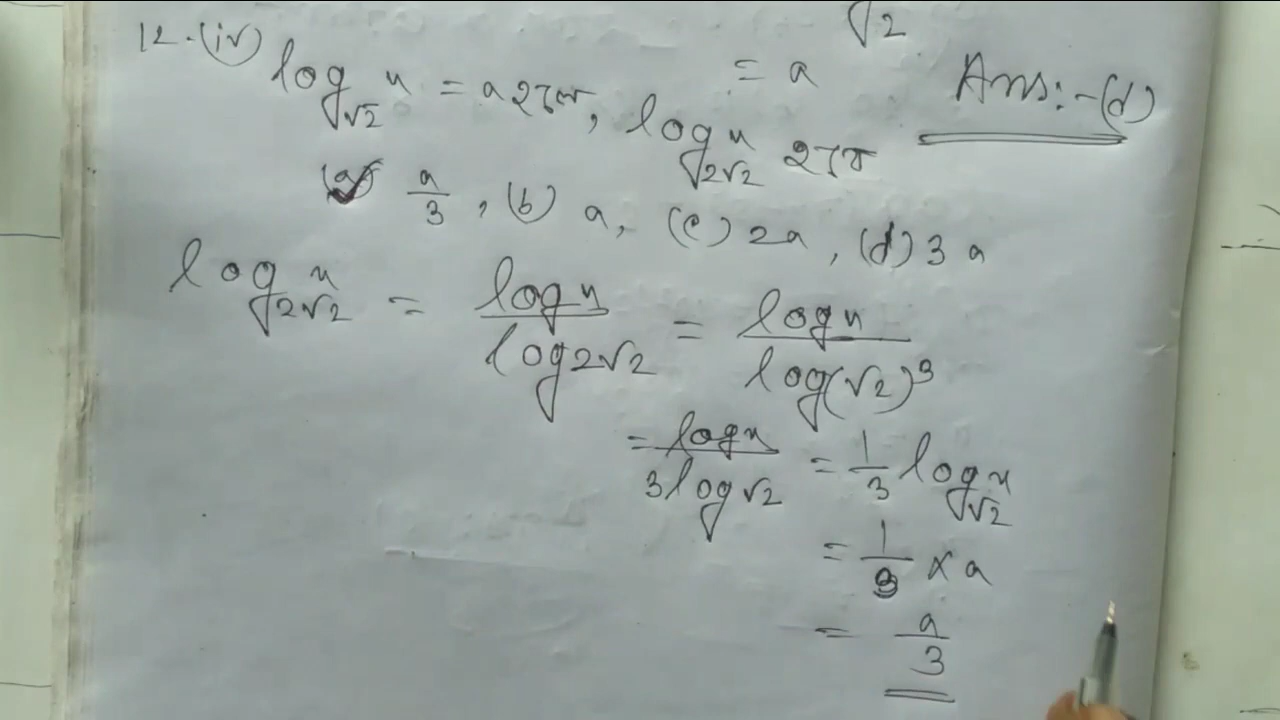 √2
= a
Ans:-(d)
12.(iv) log_√2 x = a হলে, log_2√2 x হবে
(a) a/3, (b) a, (c) 2a, (d) 3a
log_2√2 x = log x / log 2√2 = log x / log(√2)³
= log x / 3 log √2 = 1/3 log_√2 x
= 1/3 × a
= a/3